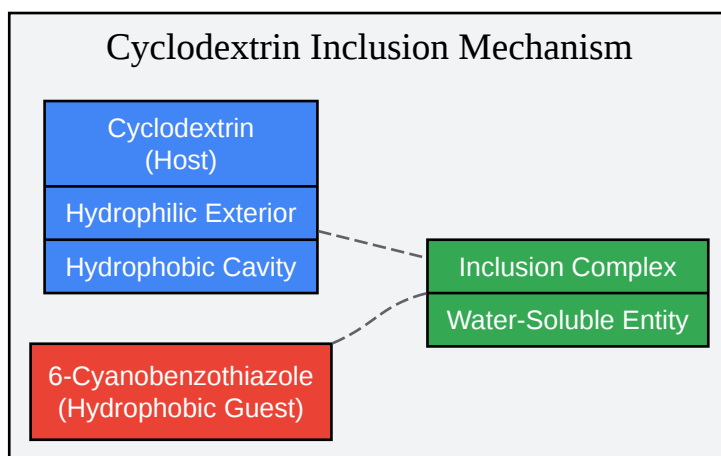 Cyclodextrin Inclusion Mechanism
Cyclodextrin
(Host)
Hydrophilic Exterior
Hydrophobic Cavity
Inclusion Complex
Water-Soluble Entity
6-Cyanobenzothiazole
(Hydrophobic Guest)